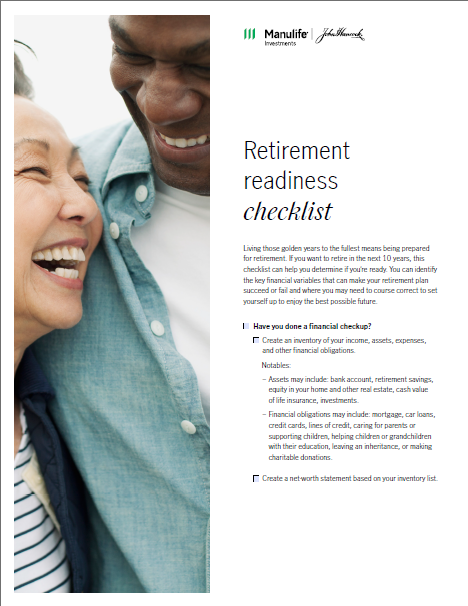 Manulife John Hancock
Investments
Retirement
readiness
checklist
Living those golden years to the fullest means being prepared
for retirement. If you want to retire in the next 10 years, this
checklist can help you determine if you're ready. You can identify
the key financial variables that can make your retirement plan
succeed or fail and where you may need to course correct to set
yourself up to enjoy the best possible future.
Have you done a financial checkup?
Create an inventory of your income, assets, expenses,
and other financial obligations.
Notables:
– Assets may include: bank account, retirement savings,
equity in your home and other real estate, cash value
of life insurance, investments.
– Financial obligations may include: mortgage, car loans,
credit cards, lines of credit, caring for parents or
supporting children, helping children or grandchildren
with their education, leaving an inheritance, or making
charitable donations.
Create a net-worth statement based on your inventory list.